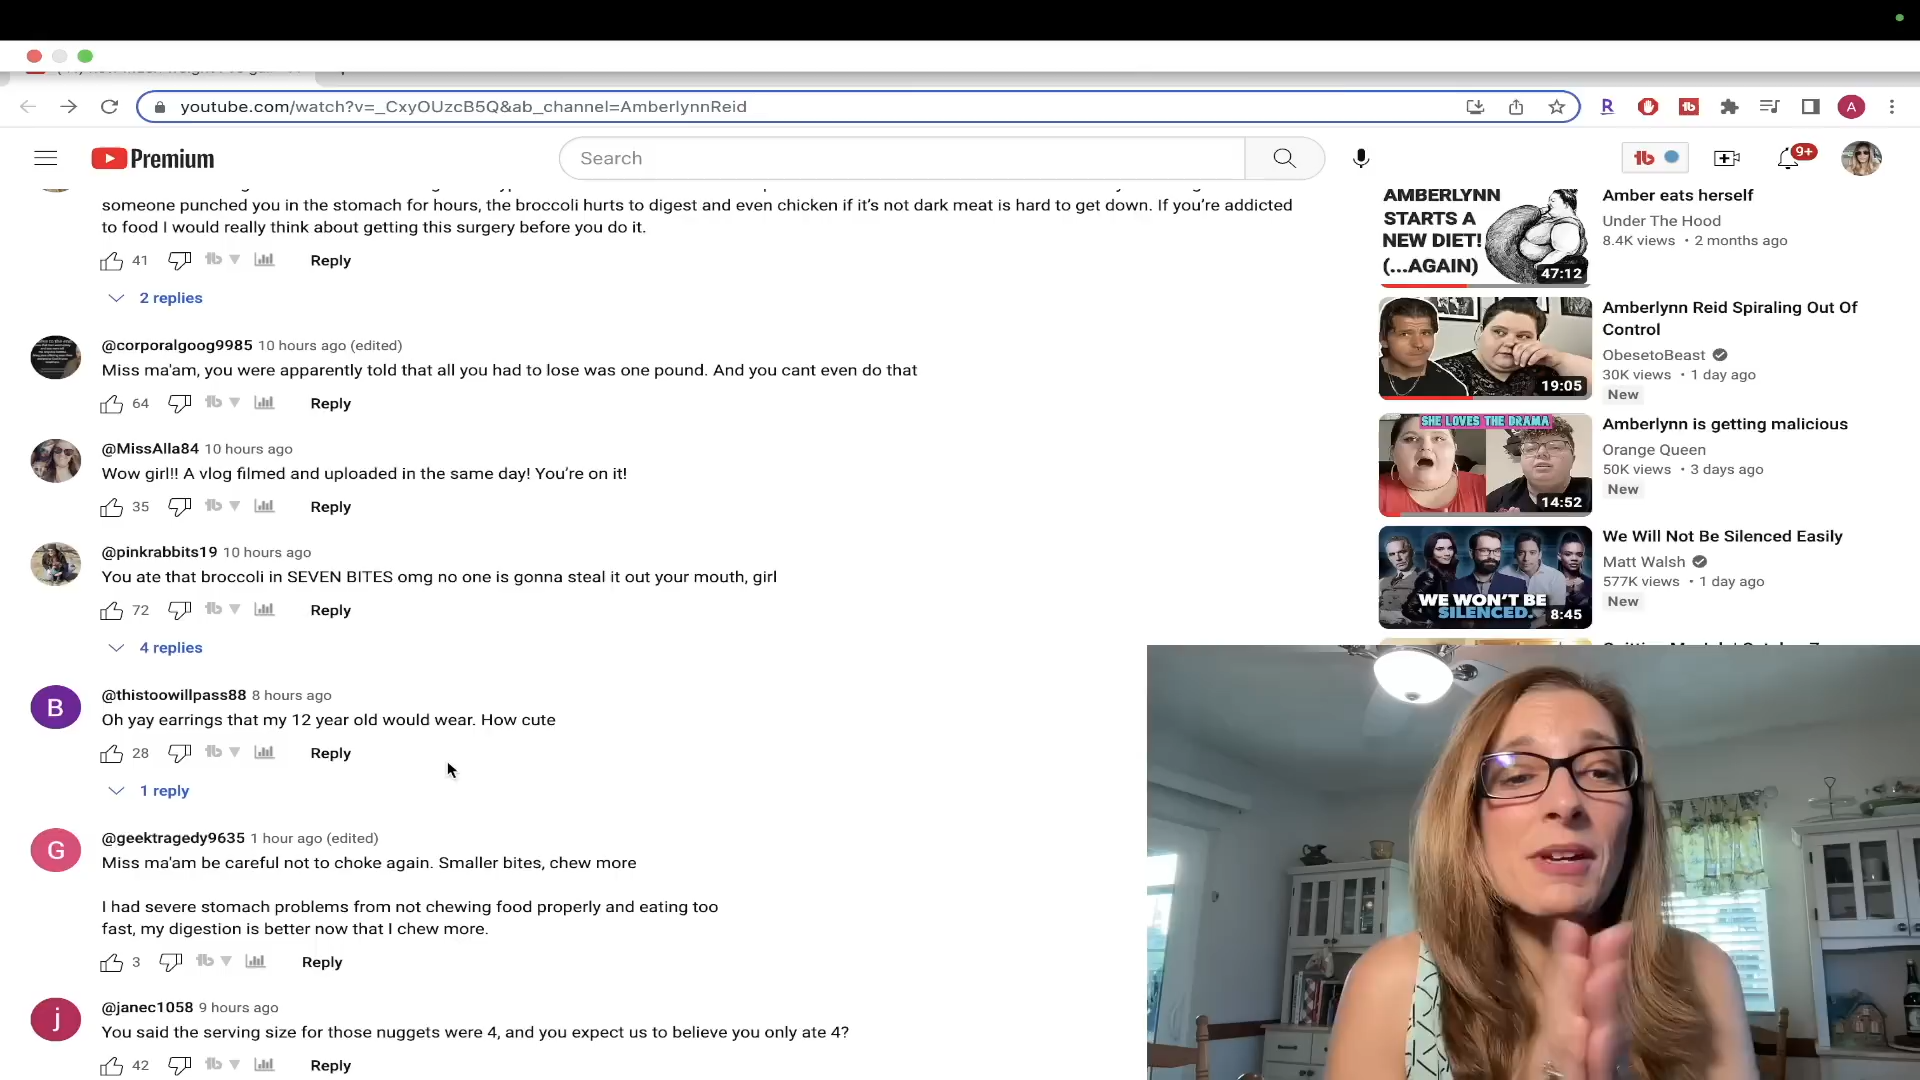 youtube.com/watch?v=_CxyOUzcB5Q&ab_channel=AmberlynnReid
R
tb
A
Premium
Search
tb
9+
someone punched you in the stomach for hours, the broccoli hurts to digest and even chicken if it's not dark meat is hard to get down. If you're addicted
to food I would really think about getting this surgery before you do it.
41
tb
Reply
2 replies
@corporalgoog9985 10 hours ago (edited)
Miss ma'am, you were apparently told that all you had to lose was one pound. And you cant even do that
64
tb
Reply
@MissAlla84 10 hours ago
Wow girl!!! A vlog filmed and uploaded in the same day! You're on it!
35
tb
Reply
@pinkrabbits19 10 hours ago
You ate that broccoli in SEVEN BITES omg no one is gonna steal it out your mouth, girl
72
tb
Reply
4 replies
B
@thistoowillpass88 8 hours ago
Oh yay earrings that my 12 year old would wear. How cute
28
tb
Reply
1 reply
G
@geektragedy9635 1 hour ago (edited)
Miss ma'am be careful not to choke again. Smaller bites, chew more
I had severe stomach problems from not chewing food properly and eating too
fast, my digestion is better now that I chew more.
3
tb
Reply
j
@janec1058 9 hours ago
You said the serving size for those nuggets were 4, and you expect us to believe you only ate 4?
42
tb
Reply
AMBERLYNN
STARTS A
NEW DIET!
(...AGAIN)
47:12
Amber eats herself
Under The Hood
8.4K views • 2 months ago
19:05
Amberlynn Reid Spiraling Out Of
Control
ObesetoBeast
30K views • 1 day ago
New
SHE LOVES THE DRAMA
14:52
Amberlynn is getting malicious
Orange Queen
50K views • 3 days ago
New
WE WON'T BE
SILENCED.
8:45
We Will Not Be Silenced Easily
Matt Walsh
577K views • 1 day ago
New